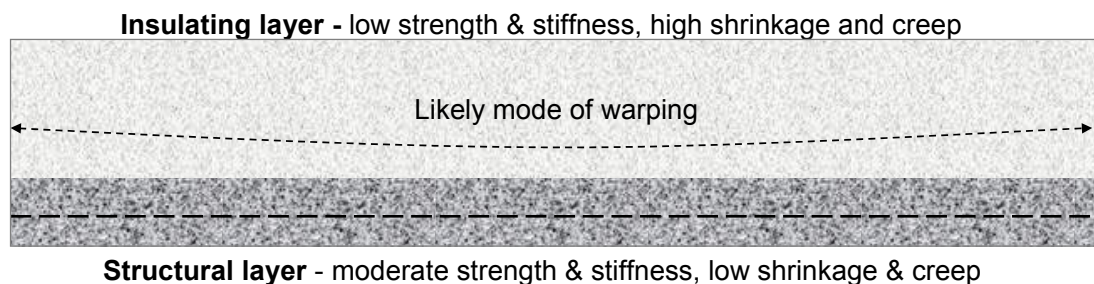 Insulating layer - low strength & stiffness, high shrinkage and creep
Likely mode of warping
Structural layer - moderate strength & stiffness, low shrinkage & creep